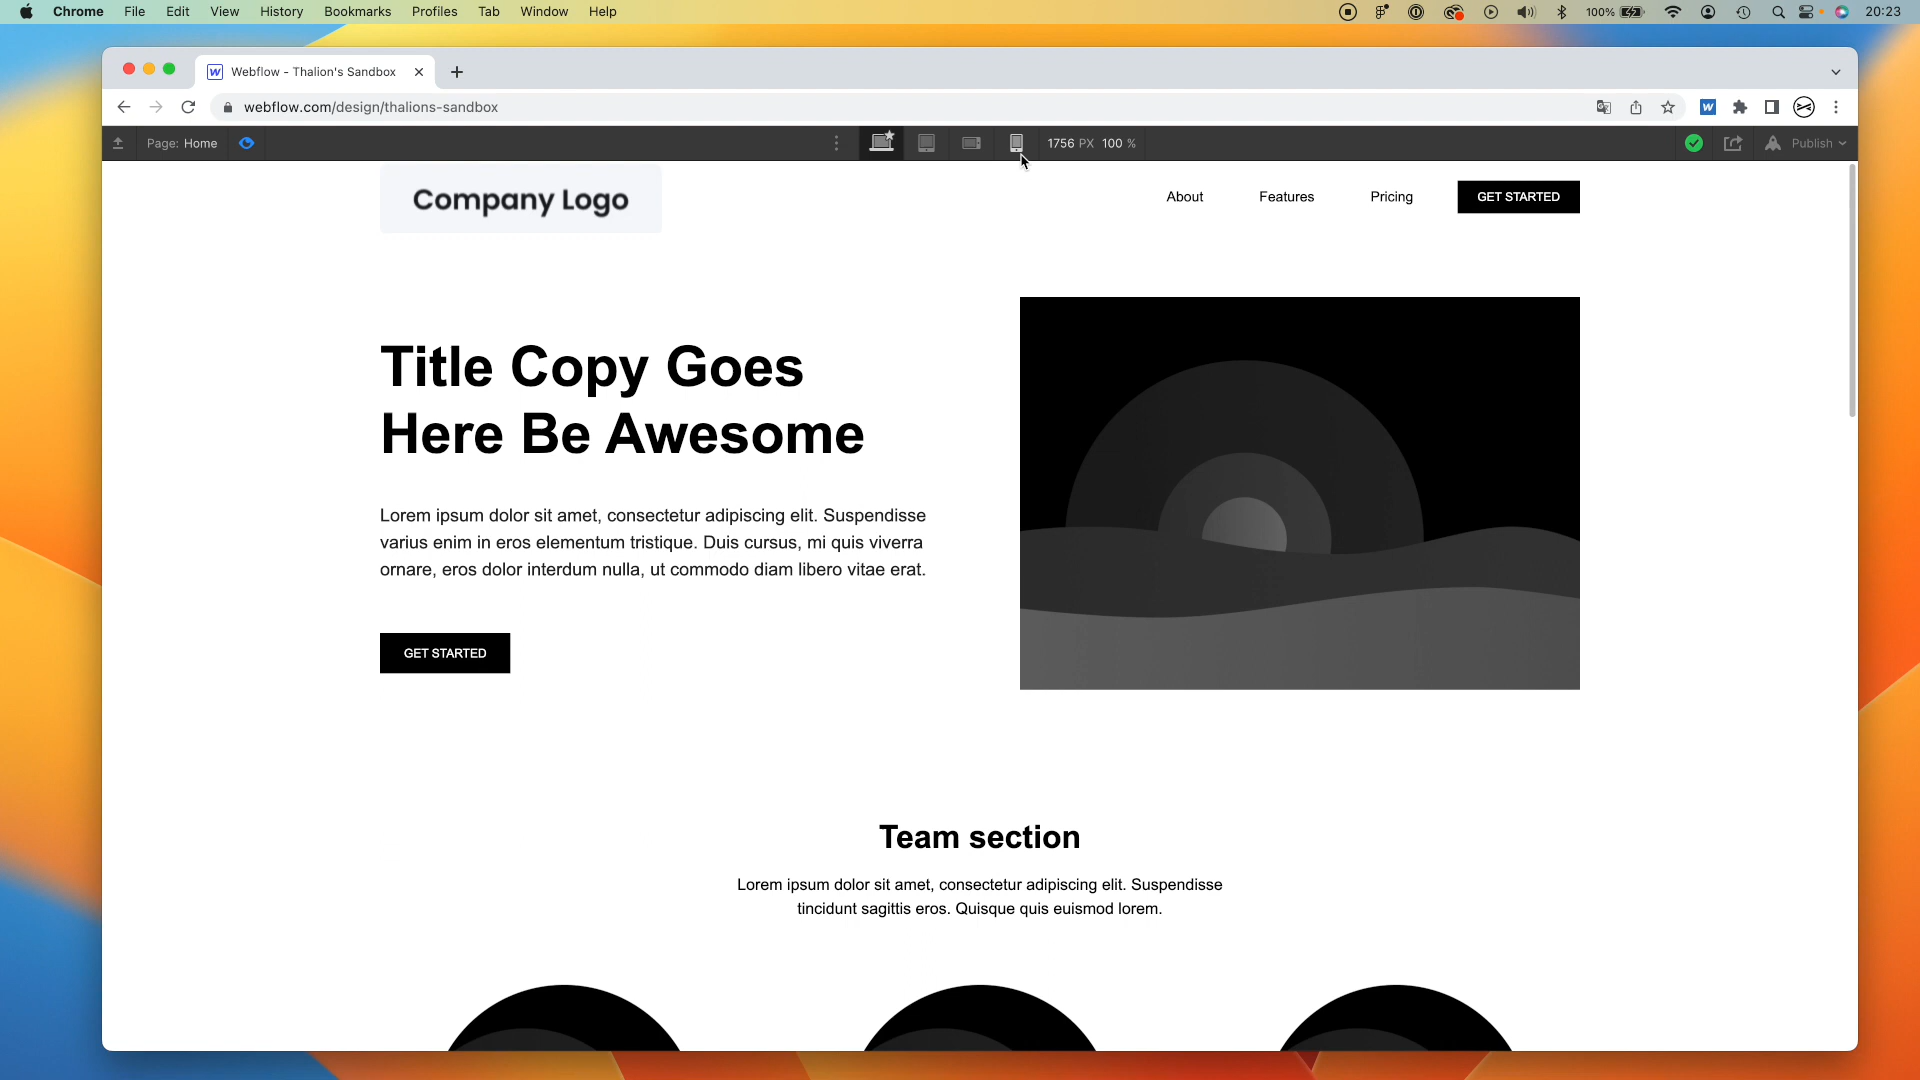 Chrome File Edit View History Bookmarks Profiles Tab Window Help 100% 20:23
Webflow - Thalion's Sandbox
webflow.com/design/thalions-sandbox
Page: Home 1756 PX 100 % Publish
Company Logo
About Features Pricing GET STARTED
Title Copy Goes
Here Be Awesome
Lorem ipsum dolor sit amet, consectetur adipiscing elit. Suspendisse
varius enim in eros elementum tristique. Duis cursus, mi quis viverra
ornare, eros dolor interdum nulla, ut commodo diam libero vitae erat.
GET STARTED
Team section
Lorem ipsum dolor sit amet, consectetur adipiscing elit. Suspendisse
tincidunt sagittis eros. Quisque quis euismod lorem.